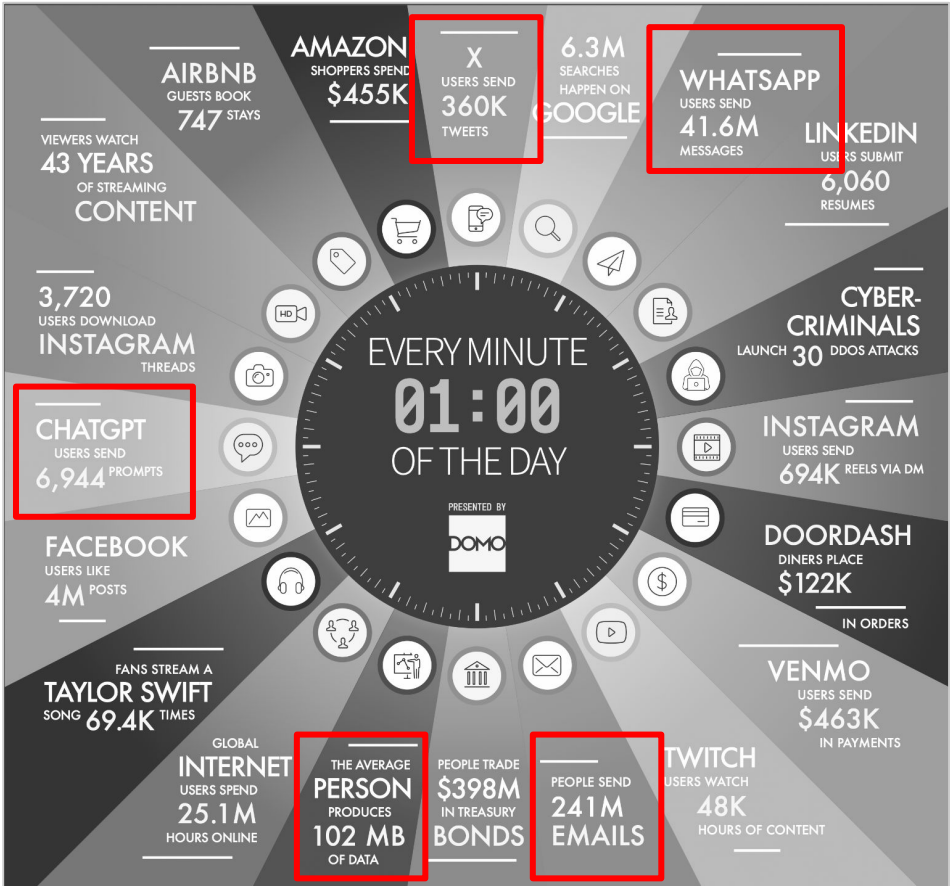 AIRBNB
GUESTS BOOK
747 STAYS
AMAZON
SHOPPERS SPEND
$455K
X
USERS SEND
360K
TWEETS
6.3M
SEARCHES
HAPPEN ON
GOOGLE
WHATSAPP
USERS SEND
41.6M
MESSAGES
LINKEDIN
USERS SUBMIT
6,060
RESUMES
VIEWERS WATCH
43 YEARS
OF STREAMING
CONTENT
3,720
USERS DOWNLOAD
INSTAGRAM
THREADS
CYBER-
CRIMINALS
LAUNCH 30 DDOS ATTACKS
HD
EVERY MINUTE
01:00
OF THE DAY
PRESENTED BY
DOMO
CHATGPT
USERS SEND
6,944 PROMPTS
INSTAGRAM
USERS SEND
694K REELS VIA DM
FACEBOOK
USERS LIKE
4M POSTS
DOORDASH
DINERS PLACE
$122K
IN ORDERS
$
FANS STREAM A
TAYLOR SWIFT
SONG 69.4K TIMES
VENMO
USERS SEND
$463K
IN PAYMENTS
GLOBAL
INTERNET
USERS SPEND
25.1M
HOURS ONLINE
THE AVERAGE
PERSON
PRODUCES
102 MB
OF DATA
PEOPLE TRADE
$398M
IN TREASURY
BONDS
PEOPLE SEND
241M
EMAILS
TWITCH
USERS WATCH
48K
HOURS OF CONTENT